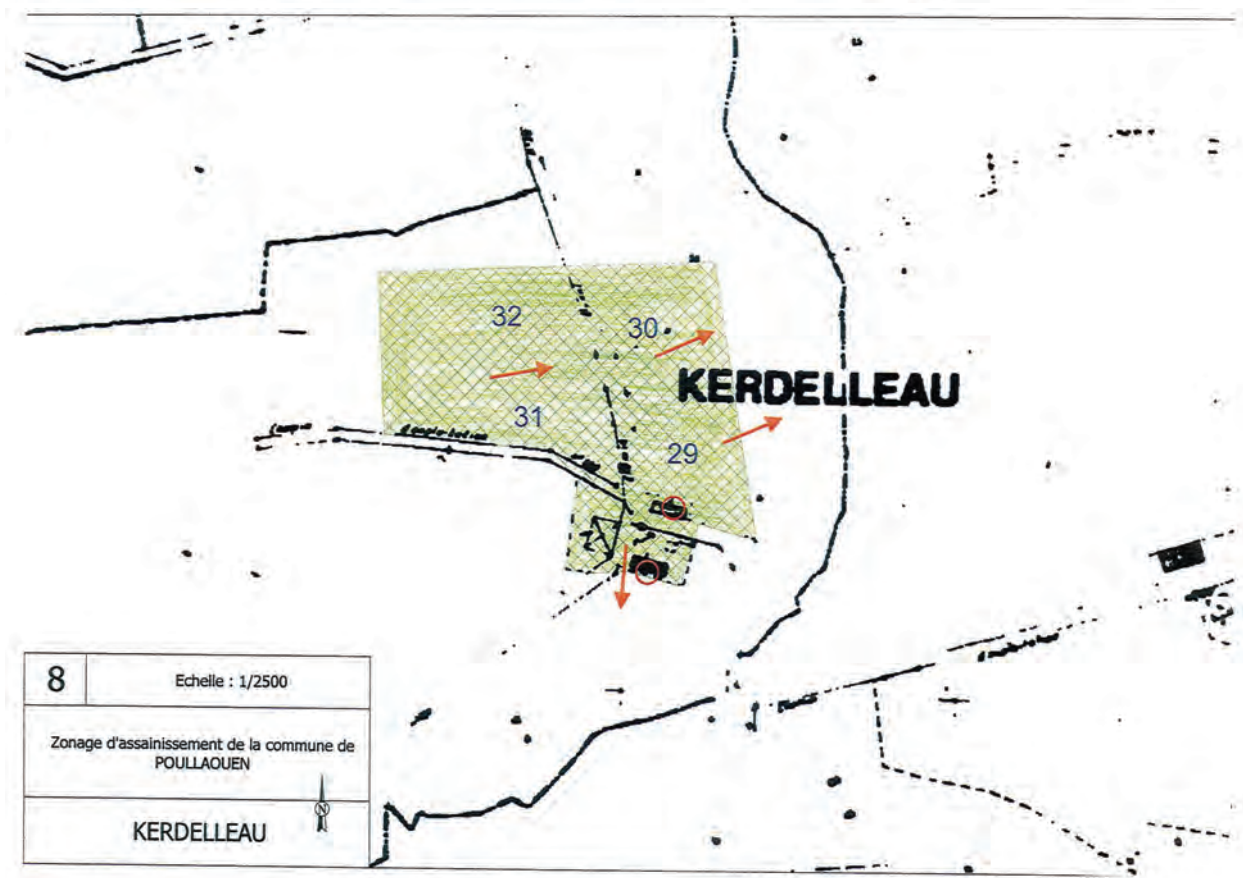 32
30
KERDELLEAU
31
29
8
Echelle : 1/2500
Zonage d'assainissement de la commune de
POULLAOUEN
N
KERDELLEAU